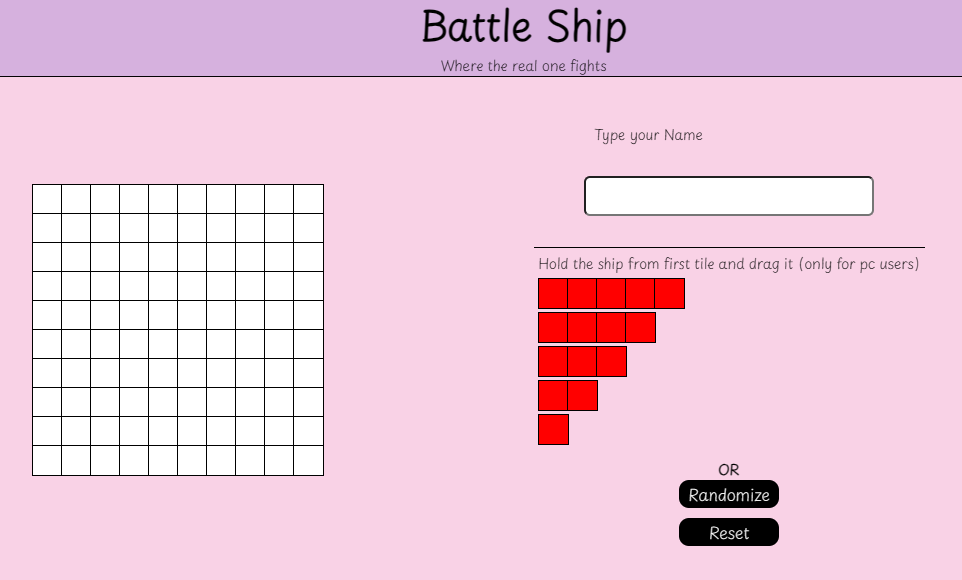 Battle Ship
Where the real one fights
Type your Name
Hold the ship from first tile and drag it (only for pc users)
OR
Randomize
Reset